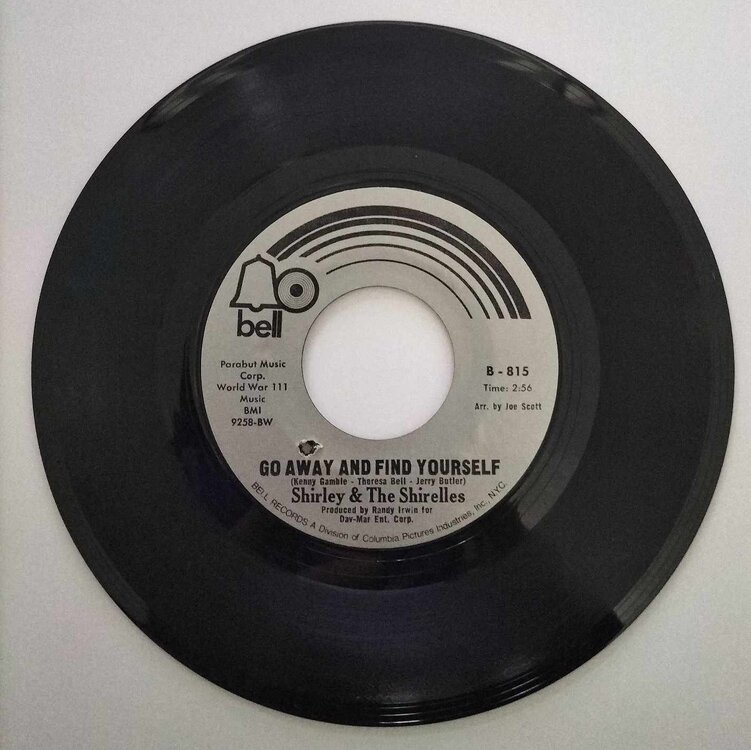 bell
Parabut Music
Corp.
World War 111
Music
BMI
9258-BW
B - 815
Time: 2:56
Arr. by Joe Scott
GO AWAY AND FIND YOURSELF
(Kenny Gamble - Theresa Bell - Jerry Butler)
Shirley & The Shirelles
Produced by Randy Irwin for
Dav-Mar Ent. Corp.
BELL RECORDS A Division of Columbia Pictures Industries, Inc. N.Y.C.